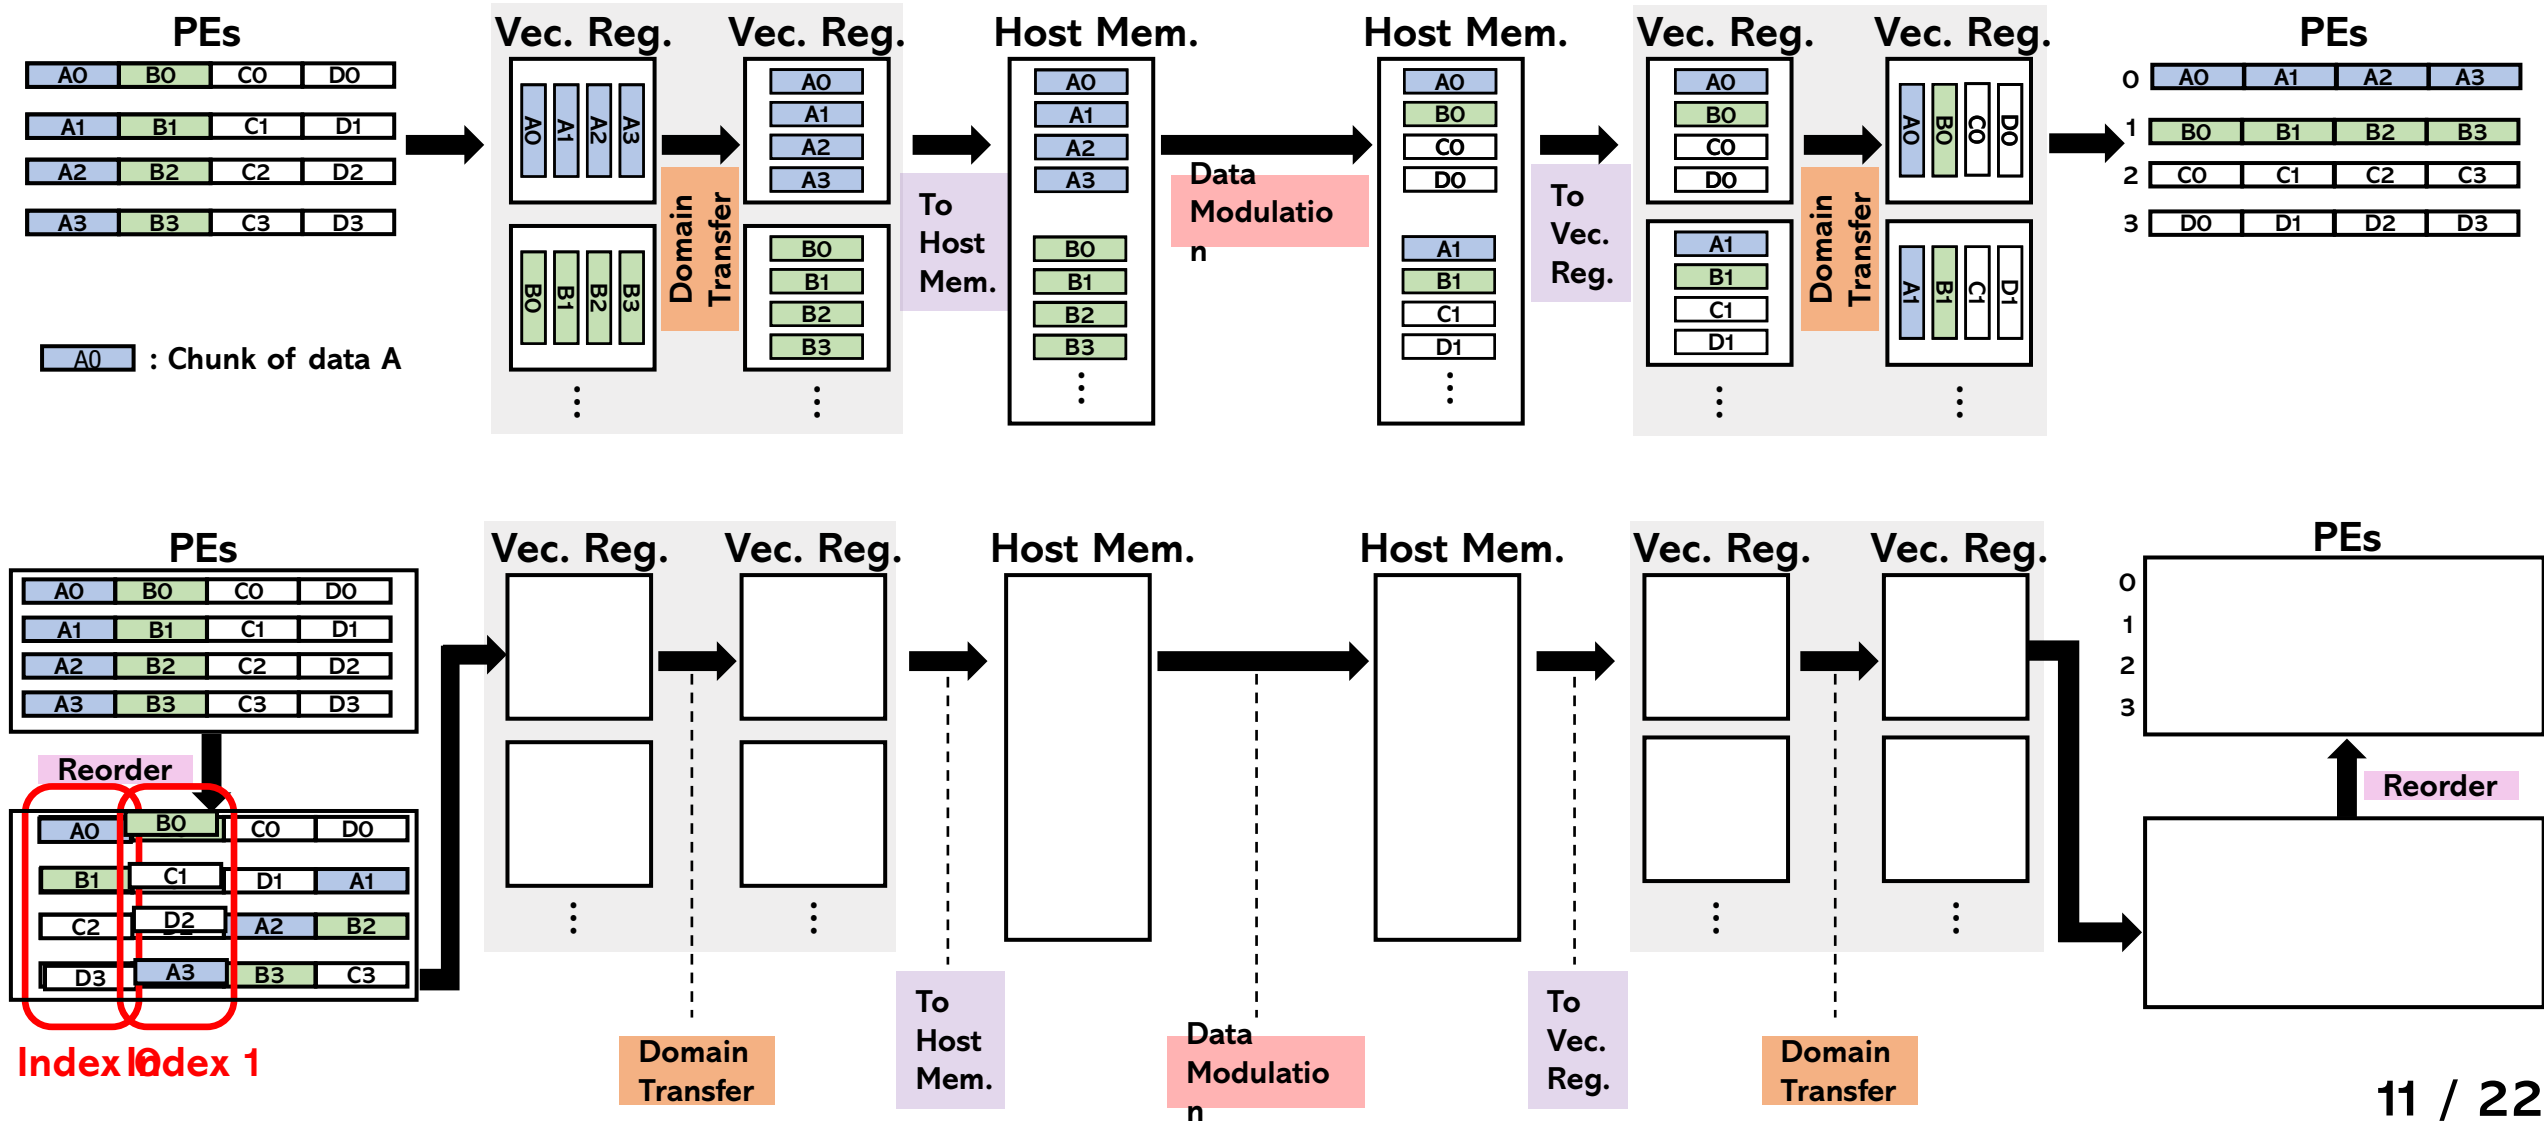 PEs
Vec. Reg.
Vec. Reg.
Host Mem.
Host Mem.
Vec. Reg.
Vec. Reg.
PEs
A0 B0 C0 D0
A1 B1 C1 D1
A2 B2 C2 D2
A3 B3 C3 D3
A0 : Chunk of data A
A0 A1 A2 A3
B0 B1 B2 B3
⋮
Domain
Transfer
A0
A1
A2
A3
B0
B1
B2
B3
⋮
To
Host
Mem.
A0
A1
A2
A3
B0
B1
B2
B3
⋮
Data
Modulatio
n
A0
B0
C0
D0
A1
B1
C1
D1
⋮
To
Vec.
Reg.
A0
B0
C0
D0
A1
B1
C1
D1
⋮
Domain
Transfer
A0 B0 C0 D0
A1 B1 C1 D1
⋮
0 A0 A1 A2 A3
1 B0 B1 B2 B3
2 C0 C1 C2 C3
3 D0 D1 D2 D3
PEs
Vec. Reg.
Vec. Reg.
Host Mem.
Host Mem.
Vec. Reg.
Vec. Reg.
PEs
A0 B0 C0 D0
A1 B1 C1 D1
A2 B2 C2 D2
A3 B3 C3 D3
Reorder
A0 B0 C0 D0
B1 C1 D1 A1
C2 D2 A2 B2
D3 A3 B3 C3
Index 0
Index 1
⋮
⋮
⋮
⋮
Domain
Transfer
To
Host
Mem.
Data
Modulatio
n
To
Vec.
Reg.
Domain
Transfer
0
1
2
3
Reorder
11 / 22